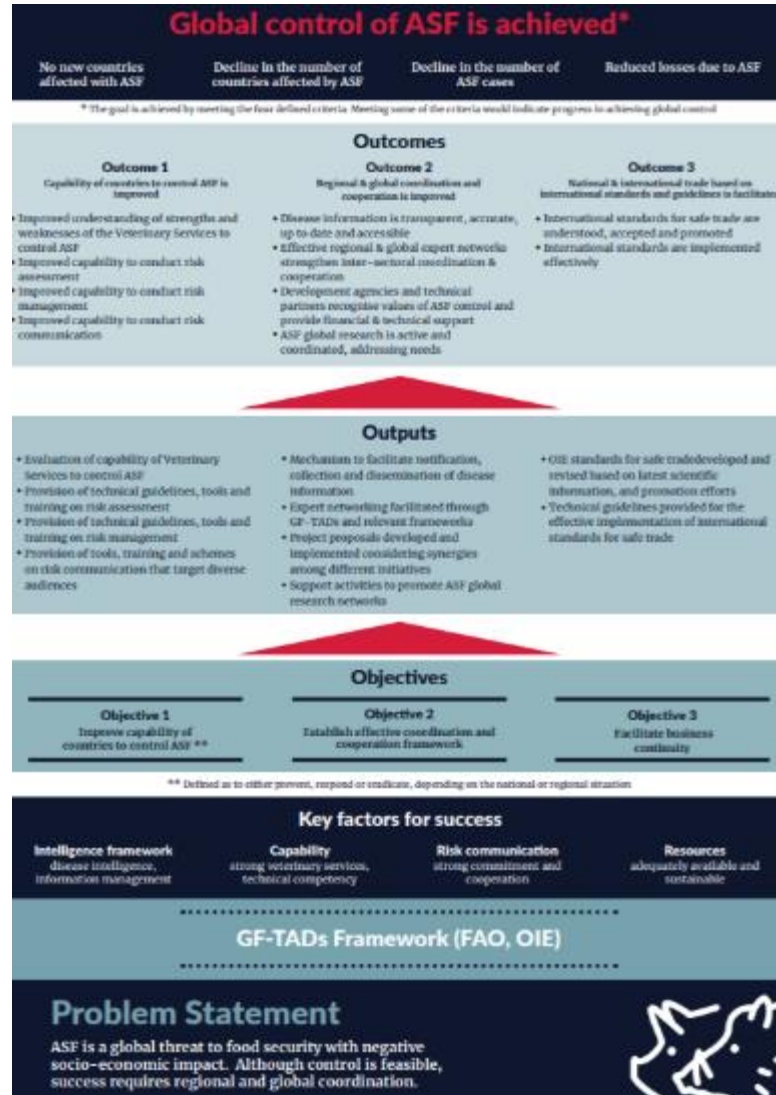 Global control of ASF is achieved*
No new countries
affected with ASF
Decline in the number of
countries affected by ASF
Decline in the number of
ASF cases
Reduced losses due to ASF
* The goal is achieved by meeting the four defined criteria. Meeting some of the criteria would indicate progress in achieving global control
Outcomes
Outcome 1
Capability of countries to control ASF is
improved
• Improved understanding of strengths and
weaknesses of the Veterinary Services to
control ASF
• Improved capability to conduct risk
assessment
• Improved capability to conduct risk
management
• Improved capability to conduct risk
communication
Outcome 2
Regional & global coordination and
cooperation is improved
• Disease information is transparent, accurate,
up to date and accessible
• Effective regional & global expert networks
strengthen inter-sectoral coordination &
cooperation
• Development agencies and technical
partners recognise values of ASF control and
provide financial & technical support
• ASF global research is active and
coordinated, addressing needs
Outcome 3
National & international trade based on
international standards and guidelines is facilitate
• International standards for safe trade are
understood, accepted and promoted
• International standards are implemented
effectively
Outputs
• Evaluation of capability of Veterinary
Services to control ASF
• Provision of technical guidelines, tools and
training on risk assessment
• Provision of technical guidelines, tools and
training on risk management
• Provision of tools, training and schemes
on risk communication that target diverse
audiences
• Mechanism to facilitate notification,
collection and dissemination of disease
information
• Expert networking facilitated through
GF-TADs and relevant frameworks
• Project proposals developed and
implemented considering synergies
among different initiatives
• Support activities to promote ASF global
research networks
• OIE standards for safe tradedeveloped and
revised based on latest scientific
information, and promotion efforts
• Technical guidelines provided for the
effective implementation of international
standards for safe trade
Objectives
Objective 1
Improve capability of
countries to control ASF **
Objective 2
Establish effective coordination and
cooperation framework
Objective 3
Facilitate business
continuity
** Defined as to either prevent, respond or eradicate, depending on the national or regional situation
Key factors for success
Intelligence framework
disease intelligence,
information management
Capability
strong veterinary services,
technical competency
Risk communication
strong commitment and
cooperation
Resources
adequately available and
sustainable
GF-TADs Framework (FAO, OIE)
Problem Statement
ASF is a global threat to food security with negative
socio-economic impact. Although control is feasible,
success requires regional and global coordination.